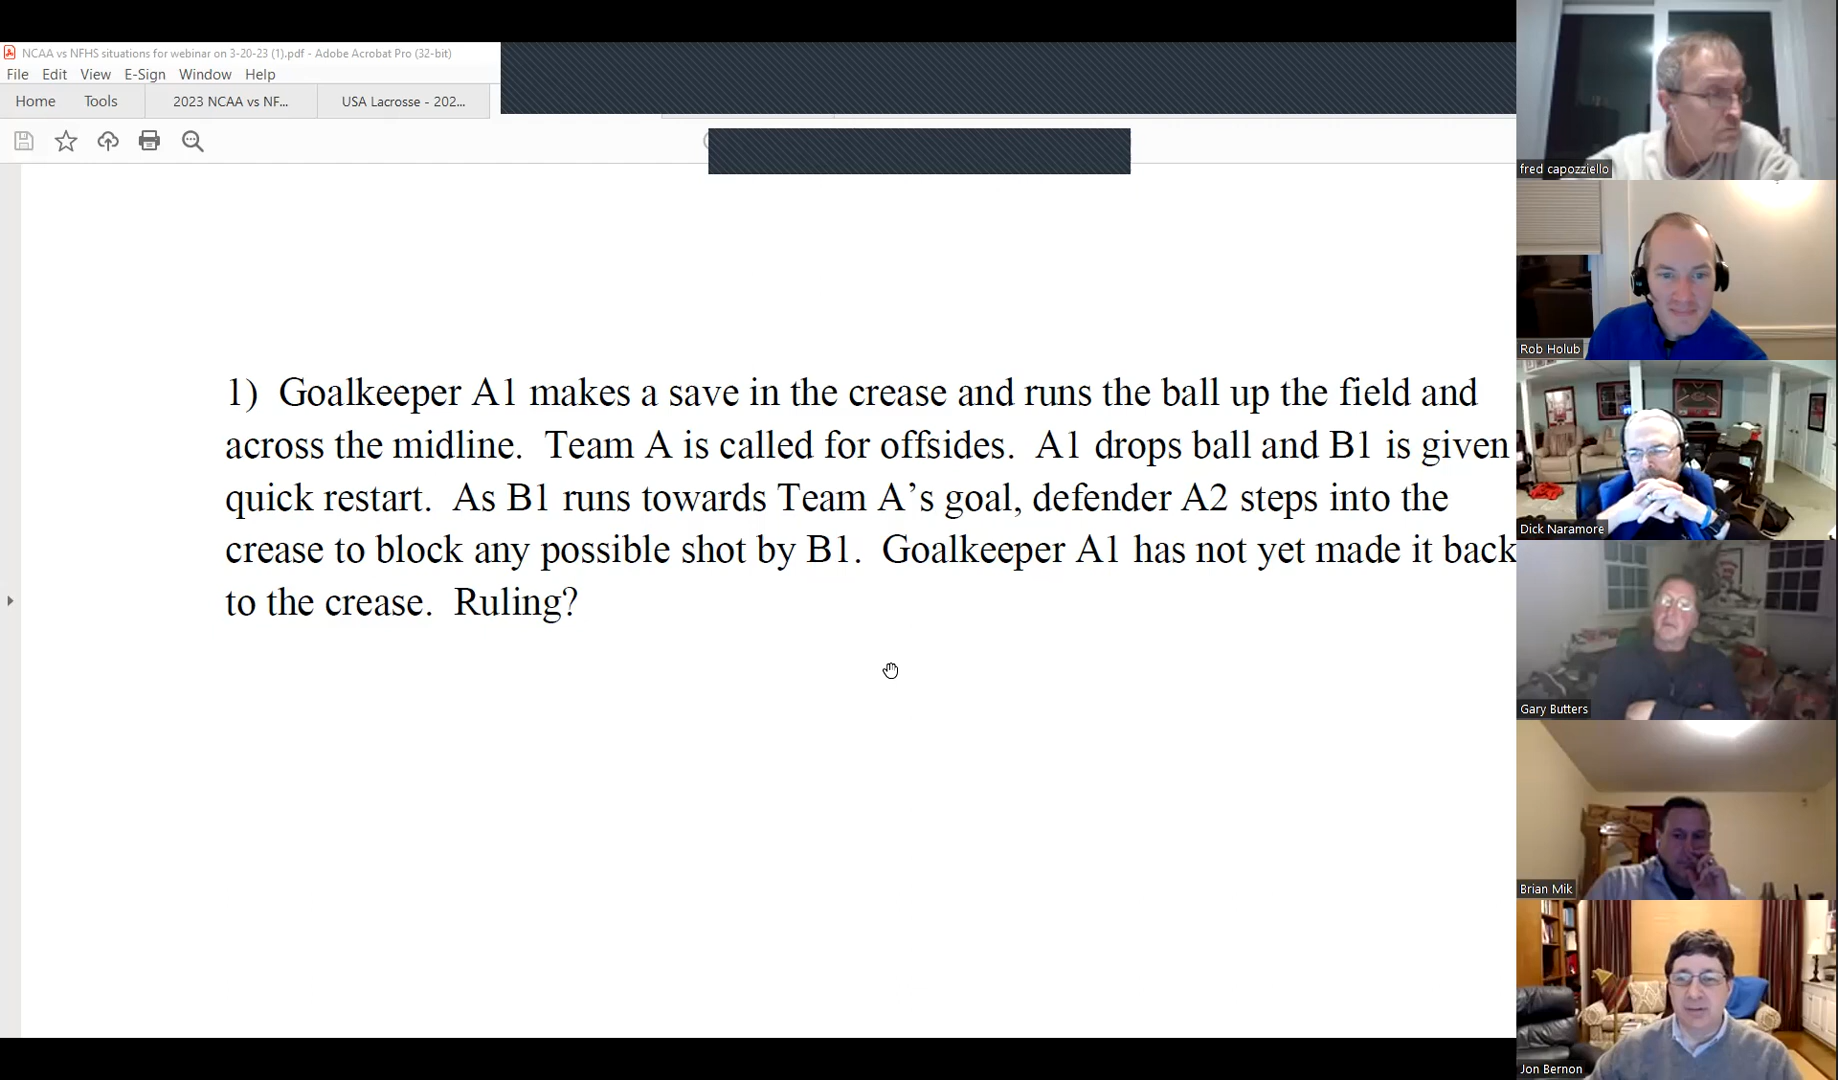 NCAA vs NFHS situations for webinar on 3-20-23 (1).pdf - Adobe Acrobat Pro (32-bit)
File Edit View E-Sign Window Help
Home Tools 2023 NCAA vs NF... USA Lacrosse - 202...
1) Goalkeeper A1 makes a save in the crease and runs the ball up the field and
across the midline. Team A is called for offsides. A1 drops ball and B1 is given
quick restart. As B1 runs towards Team A's goal, defender A2 steps into the
crease to block any possible shot by B1. Goalkeeper A1 has not yet made it back
to the crease. Ruling?
fred capozziello
Rob Holub
Dick Naramore
Gary Butters
Brian Mik
Jon Bernon